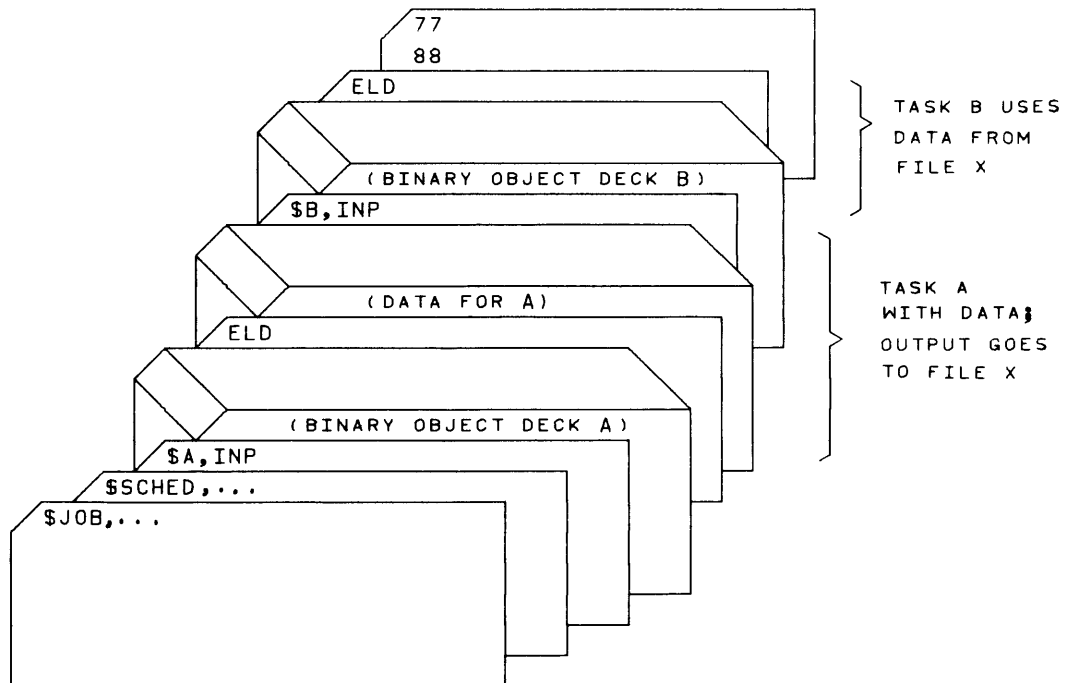 77
88
ELD
(BINARY OBJECT DECK B)
$B,INP
(DATA FOR A)
ELD
(BINARY OBJECT DECK A)
$A,INP
$SCHED,...
$JOB,...
TASK B USES
DATA FROM
FILE X
TASK A
WITH DATA;
OUTPUT GOES
TO FILE X